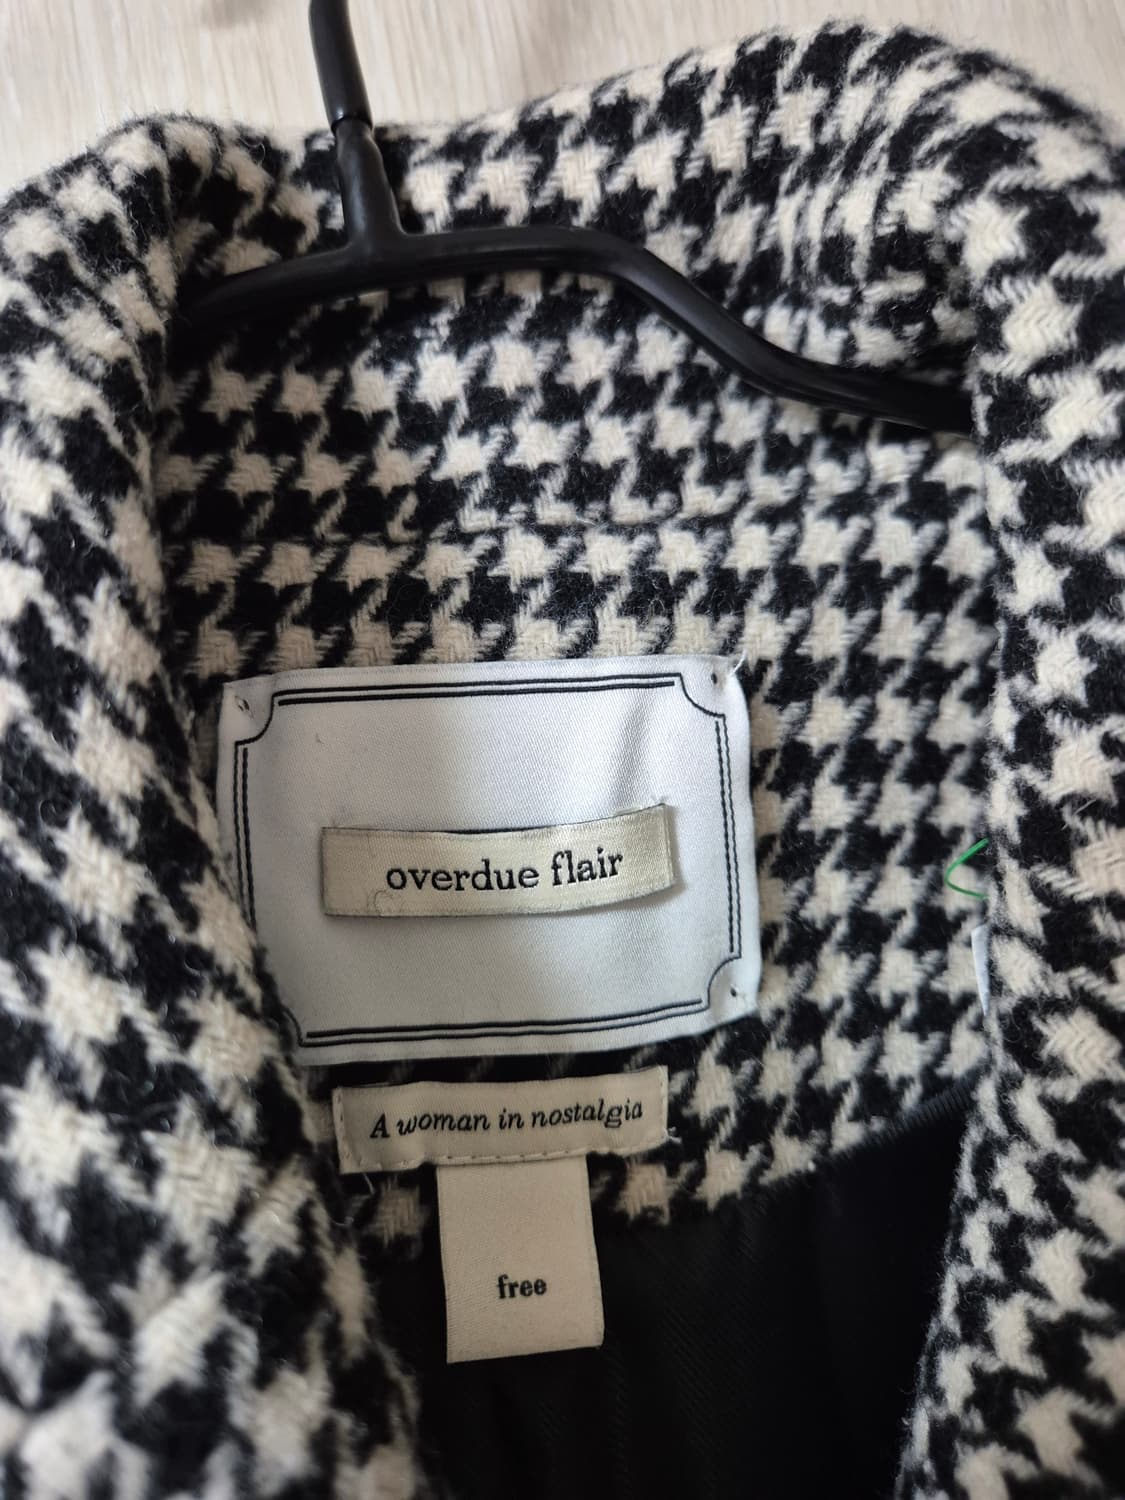 overdue flair
A woman in nostalgia
free